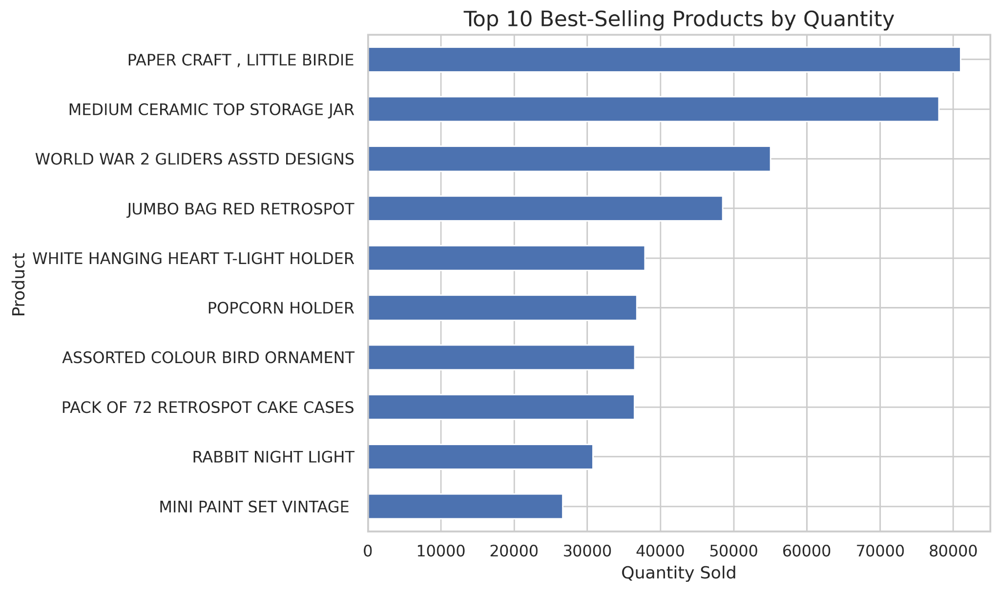 Top 10 Best-Selling Products by Quantity
PAPER CRAFT , LITTLE BIRDIE
MEDIUM CERAMIC TOP STORAGE JAR
WORLD WAR 2 GLIDERS ASSTD DESIGNS
JUMBO BAG RED RETROSPOT
WHITE HANGING HEART T-LIGHT HOLDER
POPCORN HOLDER
ASSORTED COLOUR BIRD ORNAMENT
PACK OF 72 RETROSPOT CAKE CASES
RABBIT NIGHT LIGHT
MINI PAINT SET VINTAGE
Product
0 10000 20000 30000 40000 50000 60000 70000 80000
Quantity Sold